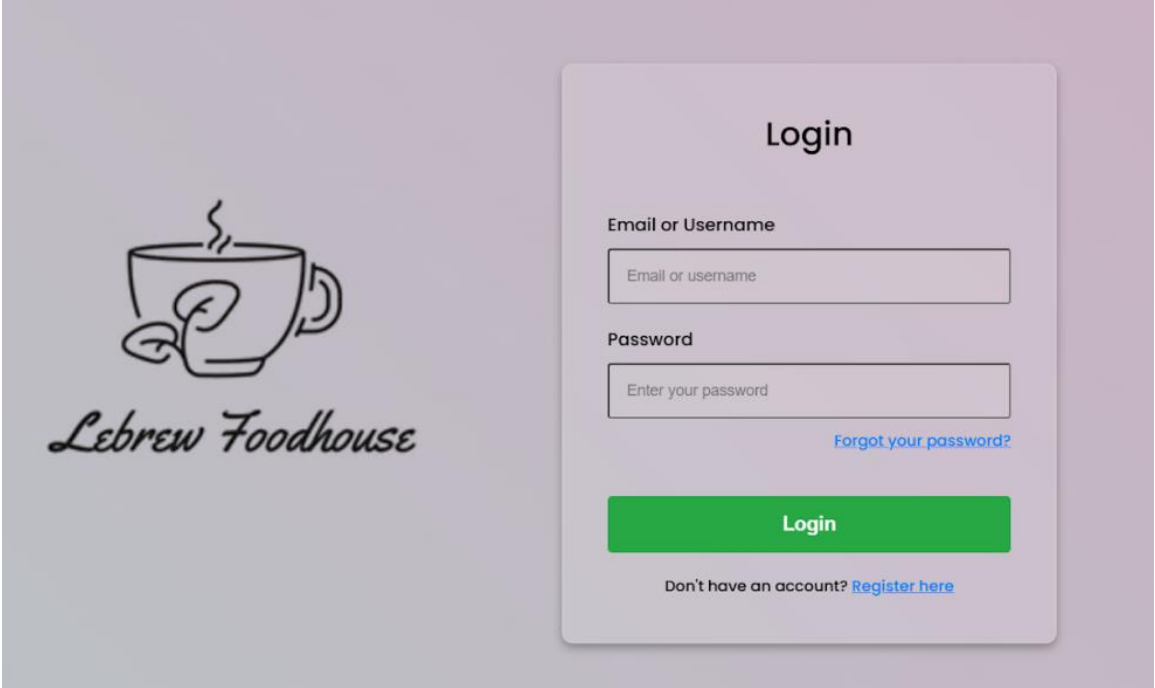 Lebrew Foodhouse
Login
Email or Username
Email or username
Password
Enter your password
Forgot your password?
Login
Don't have an account? Register here